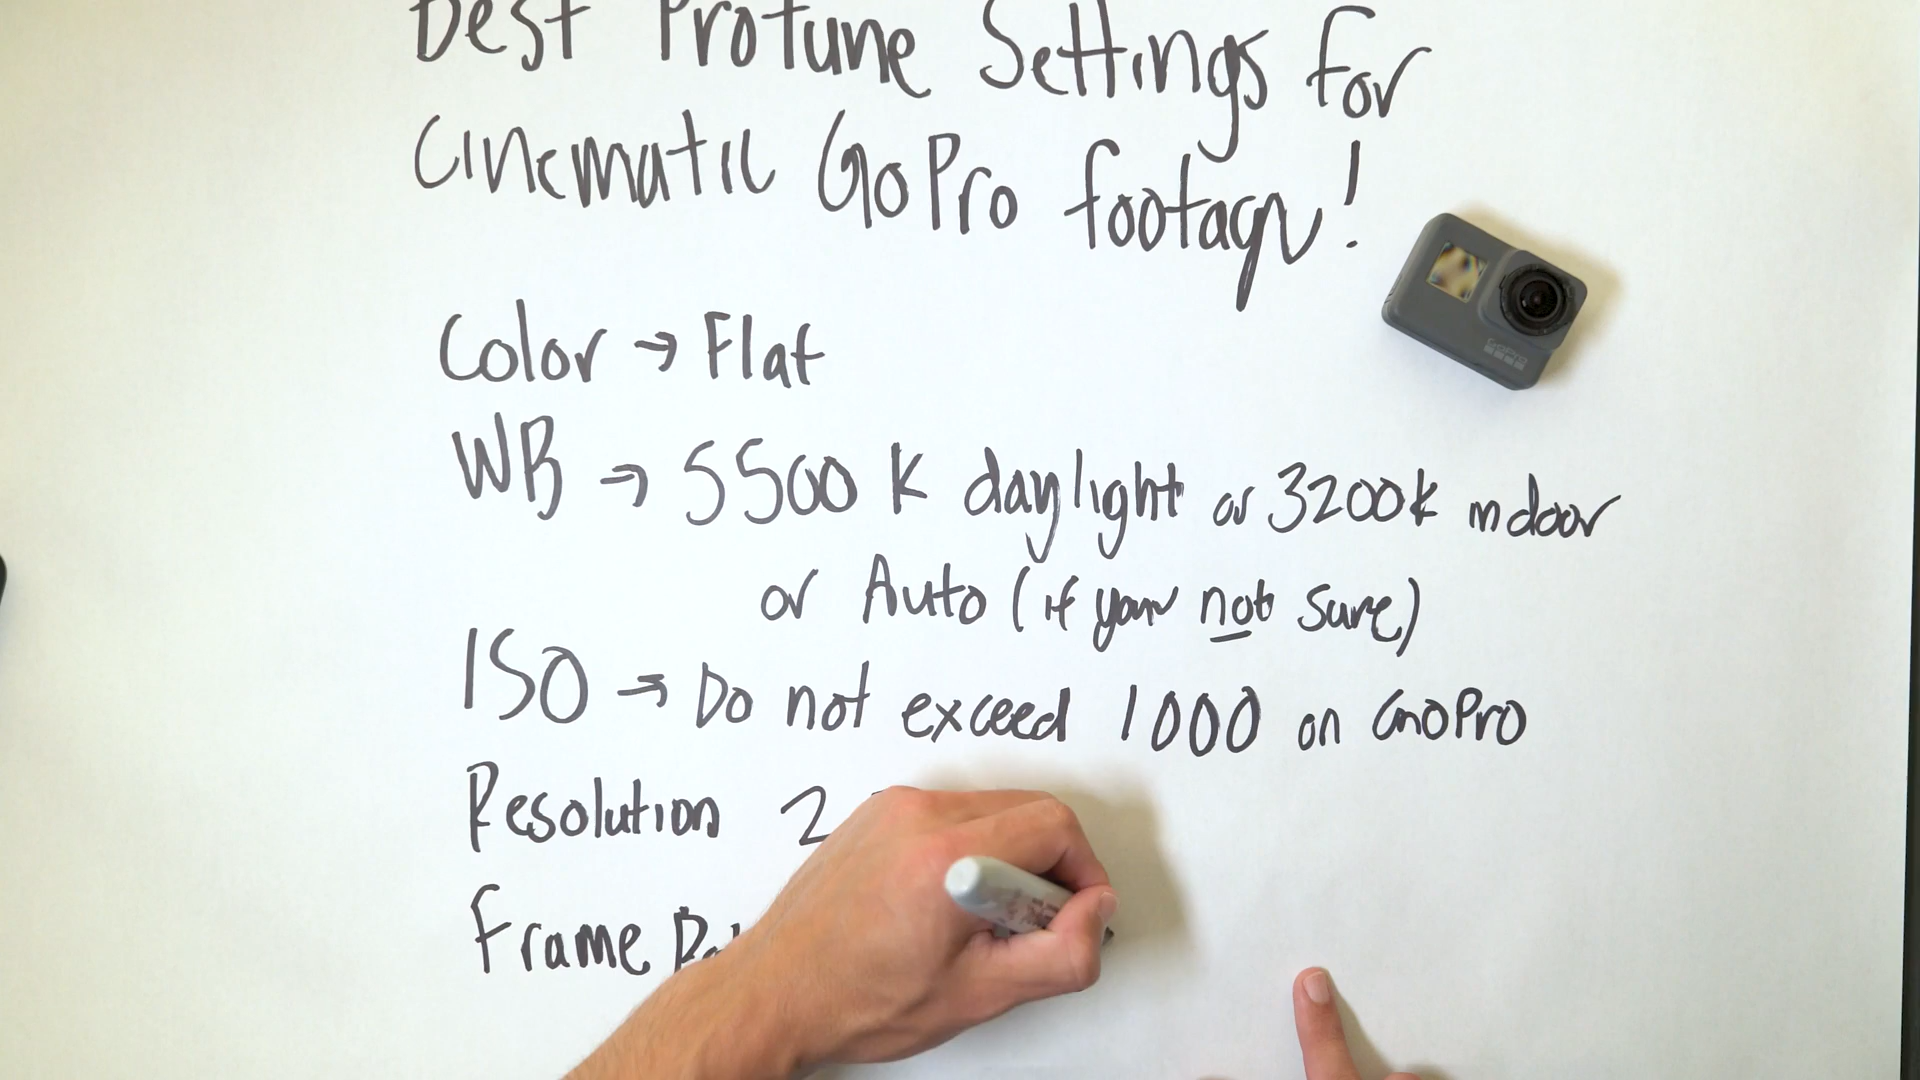 Best Protune Settings for
Cinematic GoPro footage!
Color → Flat
WB → 5500 K daylight or 3200K indoor
or Auto (if your not sure)
ISO → Do not exceed 1000 on GoPro
Resolution 2
Frame
GoPro